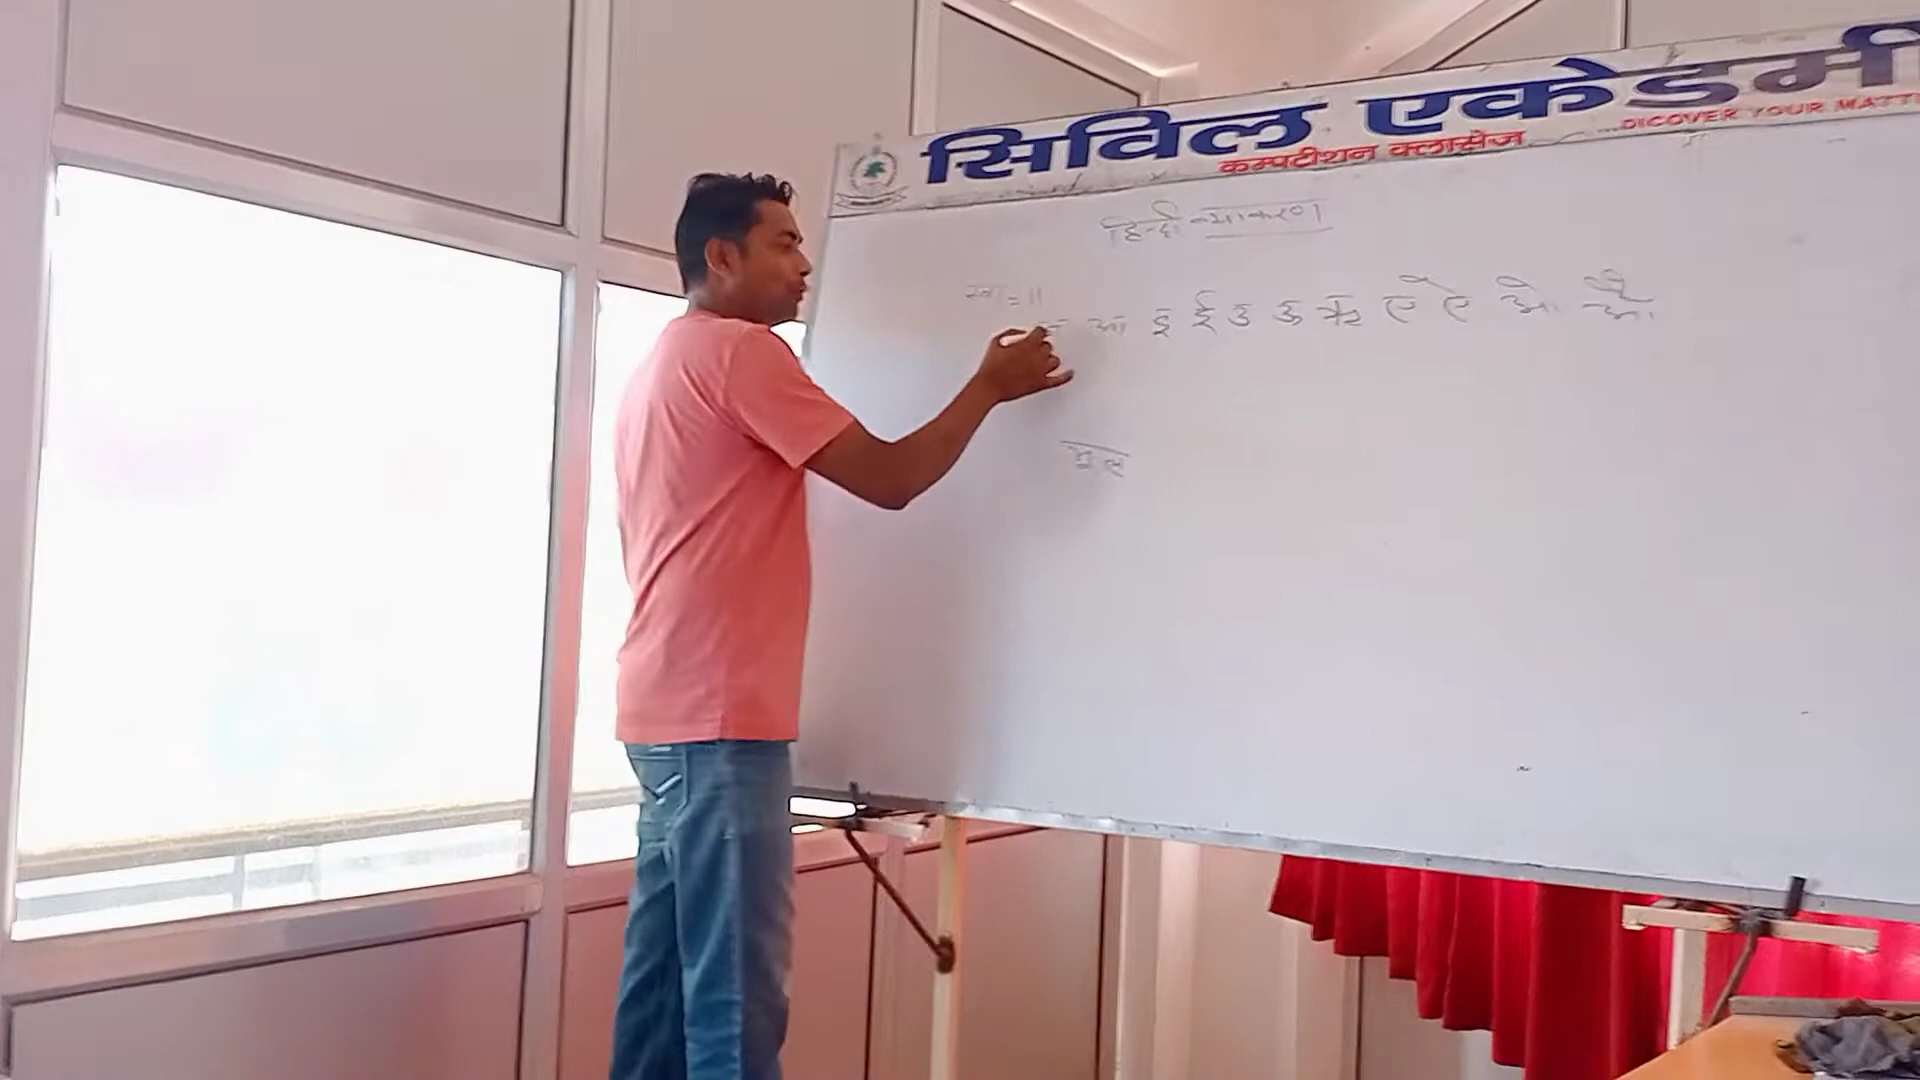 सिविल एकेडमी
कम्पटीशन क्लासेज ...DICOVER YOUR MATT
हिन्दी व्याकरण
स्वर = 11
अ आ इ ई उ ऊ ऋ ए ऐ ओ औ
मूल